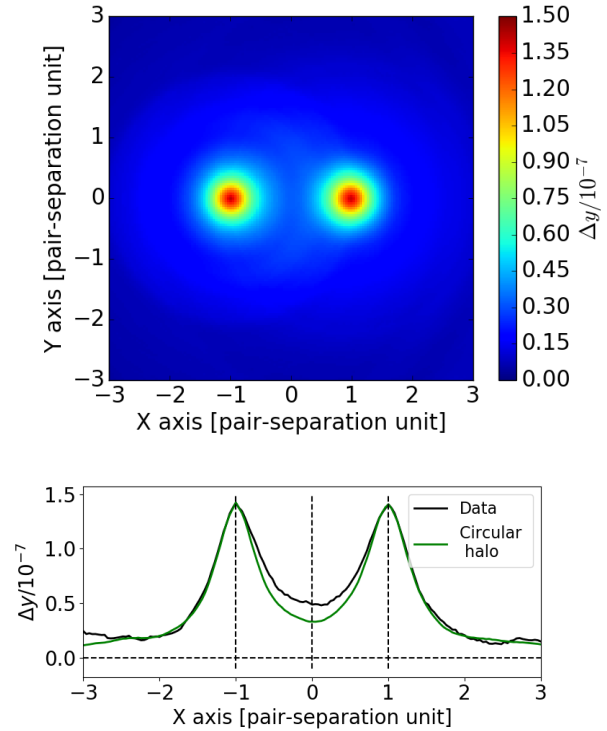 3
2
1
0
−1
−2
−3
Y axis [pair-separation unit]
−3 −2 −1 0 1 2 3
X axis [pair-separation unit]
1.50
1.35
1.20
1.05
0.90
0.75
0.60
0.45
0.30
0.15
0.00
Δy/10⁻⁷
1.5
1.0
0.5
0.0
Δy/10⁻⁷
Data
Circular
halo
−3 −2 −1 0 1 2 3
X axis [pair-separation unit]